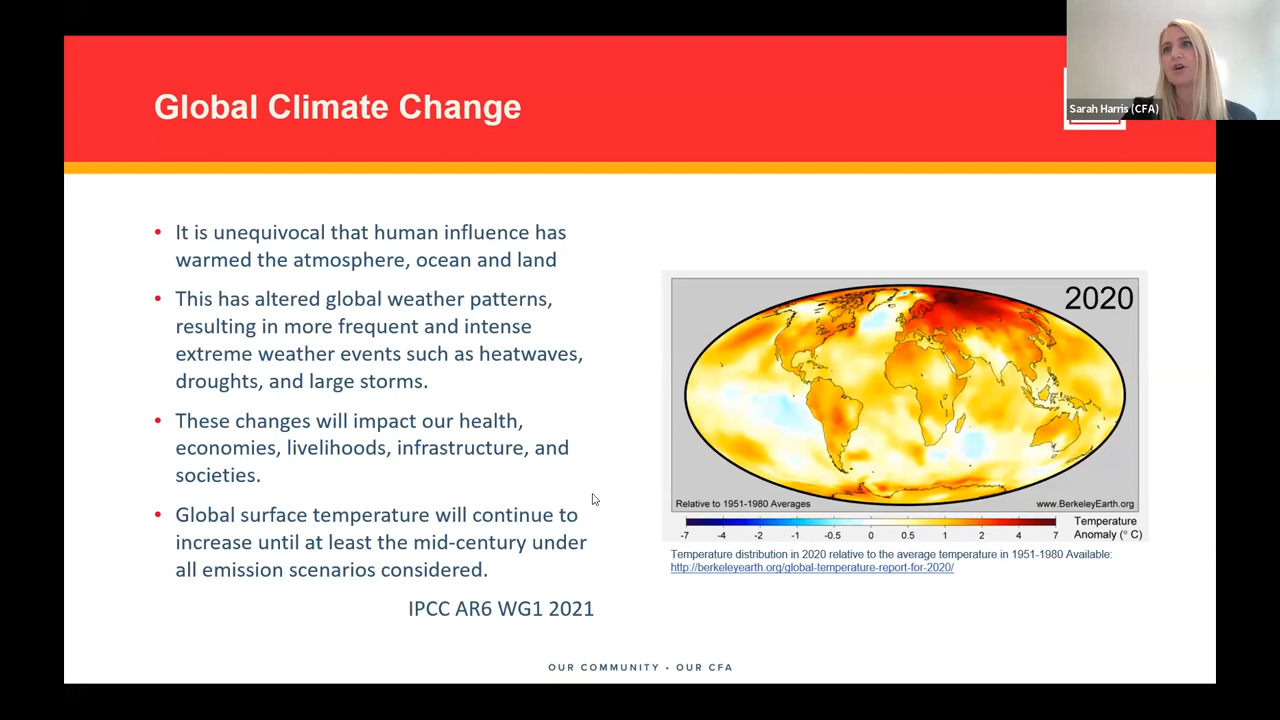 Global Climate Change
Sarah Harris (CFA)
• It is unequivocal that human influence has
warmed the atmosphere, ocean and land
• This has altered global weather patterns,
resulting in more frequent and intense
extreme weather events such as heatwaves,
droughts, and large storms.
• These changes will impact our health,
economies, livelihoods, infrastructure, and
societies.
• Global surface temperature will continue to
increase until at least the mid-century under
all emission scenarios considered.
IPCC AR6 WG1 2021
2020
Relative to 1951-1980 Averages
www.BerkeleyEarth.org
-7 -4 -2 -1 -0.5 0 0.5 1 2 4 7
Temperature
Anomaly (° C)
Temperature distribution in 2020 relative to the average temperature in 1951-1980 Available:
http://berkeleyearth.org/global-temperature-report-for-2020/
OUR COMMUNITY • OUR CFA